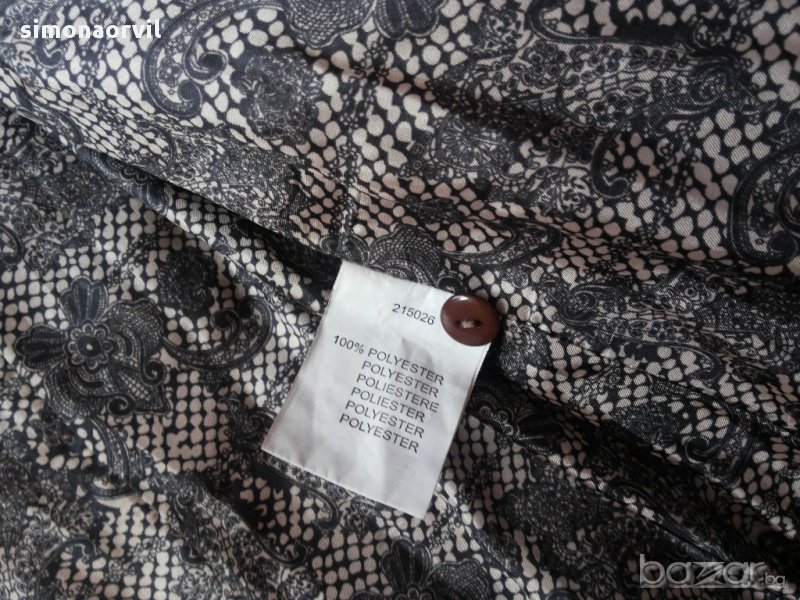 simonaorvil
215026
100% POLYESTER
POLYESTER
POLIESTERE
POLIESTER
POLYESTER
POLYESTER
bazar.bg